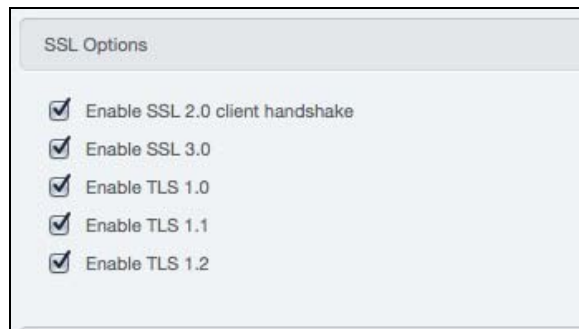 SSL Options
Enable SSL 2.0 client handshake
Enable SSL 3.0
Enable TLS 1.0
Enable TLS 1.1
Enable TLS 1.2